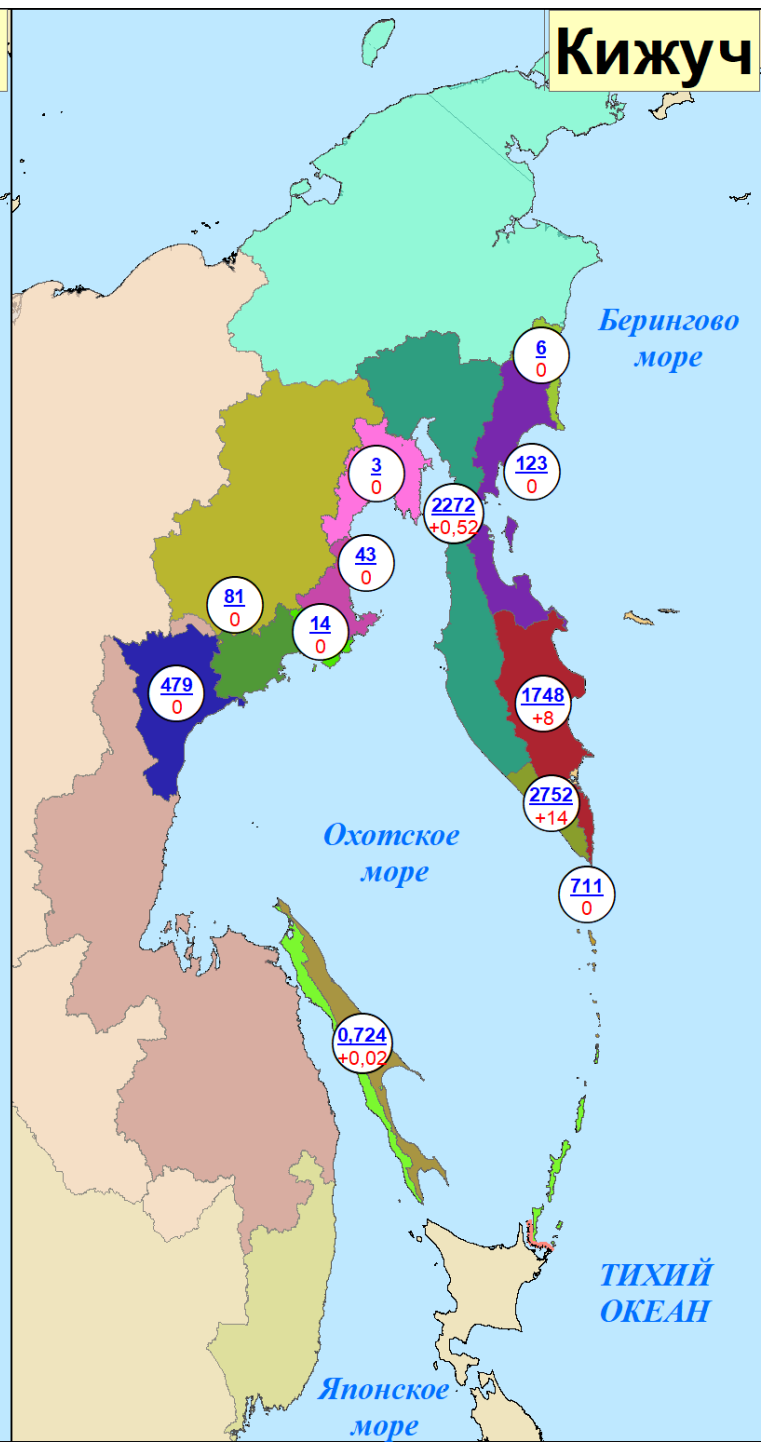 Кижуч
Берингово
море
6
0
123
0
3
0
2272
+0,52
43
0
81
0
14
0
479
0
1748
+8
2752
+14
Охотское
море
711
0
0,724
+0,02
ТИХИЙ
ОКЕАН
Японское
море